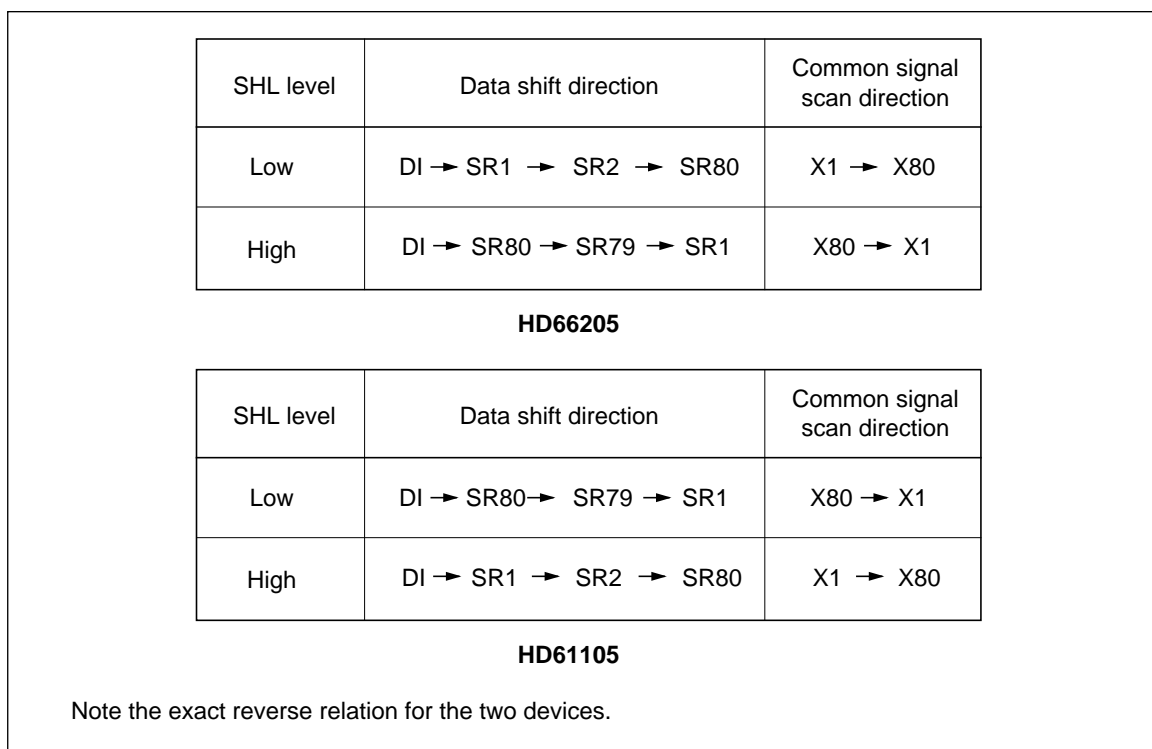 SHL level Data shift direction Common signal scan direction
Low DI → SR1 → SR2 → SR80 X1 → X80
High DI → SR80 → SR79 → SR1 X80 → X1
HD66205
SHL level Data shift direction Common signal scan direction
Low DI → SR80 → SR79 → SR1 X80 → X1
High DI → SR1 → SR2 → SR80 X1 → X80
HD61105
Note the exact reverse relation for the two devices.